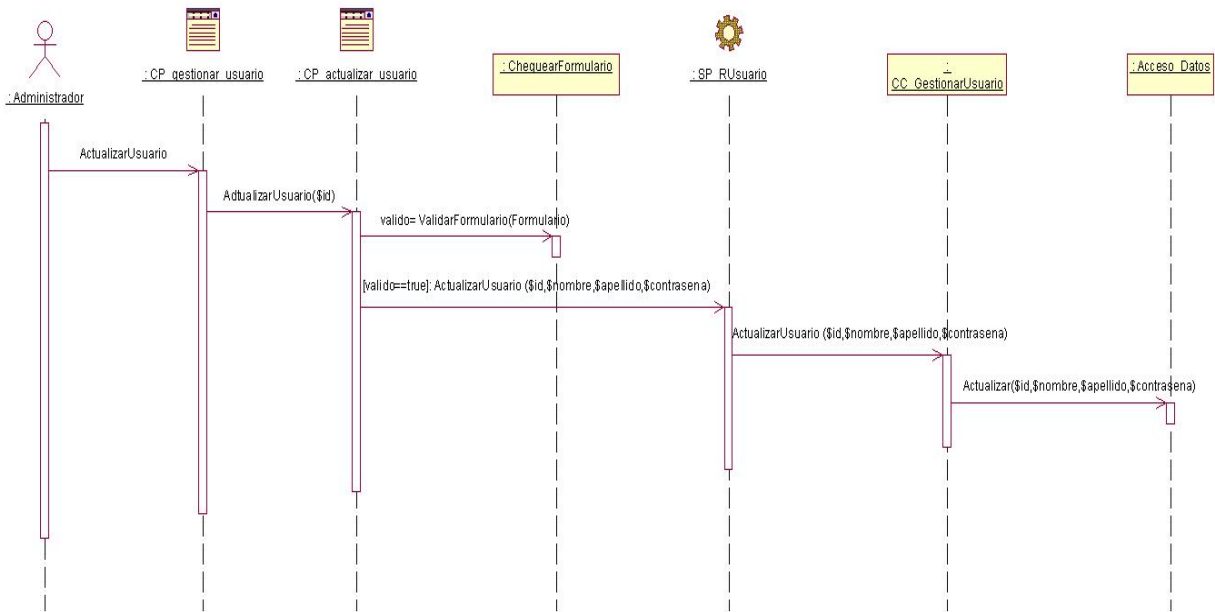 : Administrador
: CP_gestionar_usuario
: CP_actualizar_usuario
: ChequearFormulario
: SP_RUsuario
:
CC_GestionarUsuario
: Acceso_Datos
ActualizarUsuario
AdtualizarUsuario($id)
valido= ValidarFormulario(Formulario)
[valido==true]: ActualizarUsuario ($id,$nombre,$apellido,$contrasena)
ActualizarUsuario ($id,$nombre,$apellido,$contrasena)
Actualizar($id,$nombre,$apellido,$contrasena)